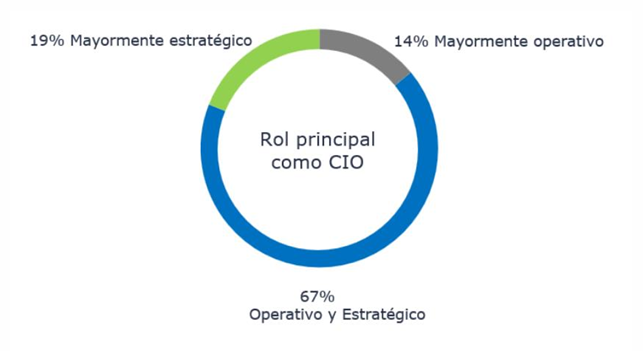 19% Mayormente estratégico
14% Mayormente operativo
Rol principal
como CIO
67%
Operativo y Estratégico